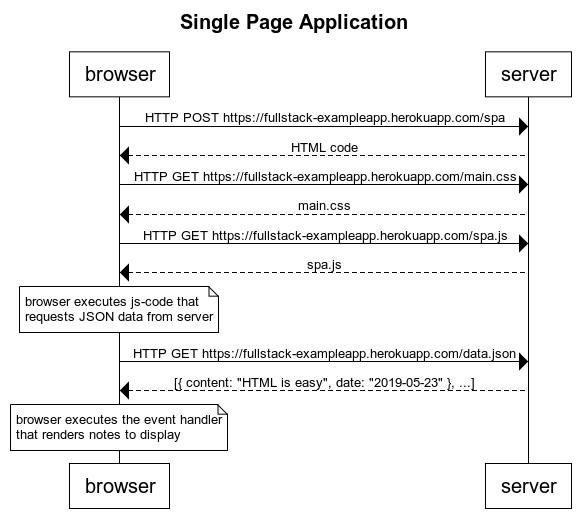 Single Page Application
browser
server
HTTP POST https://fullstack-exampleapp.herokuapp.com/spa
HTML code
HTTP GET https://fullstack-exampleapp.herokuapp.com/main.css
main.css
HTTP GET https://fullstack-exampleapp.herokuapp.com/spa.js
spa.js
browser executes js-code that
requests JSON data from server
HTTP GET https://fullstack-exampleapp.herokuapp.com/data.json
[{ content: "HTML is easy", date: "2019-05-23" }, ...]
browser executes the event handler
that renders notes to display
browser
server